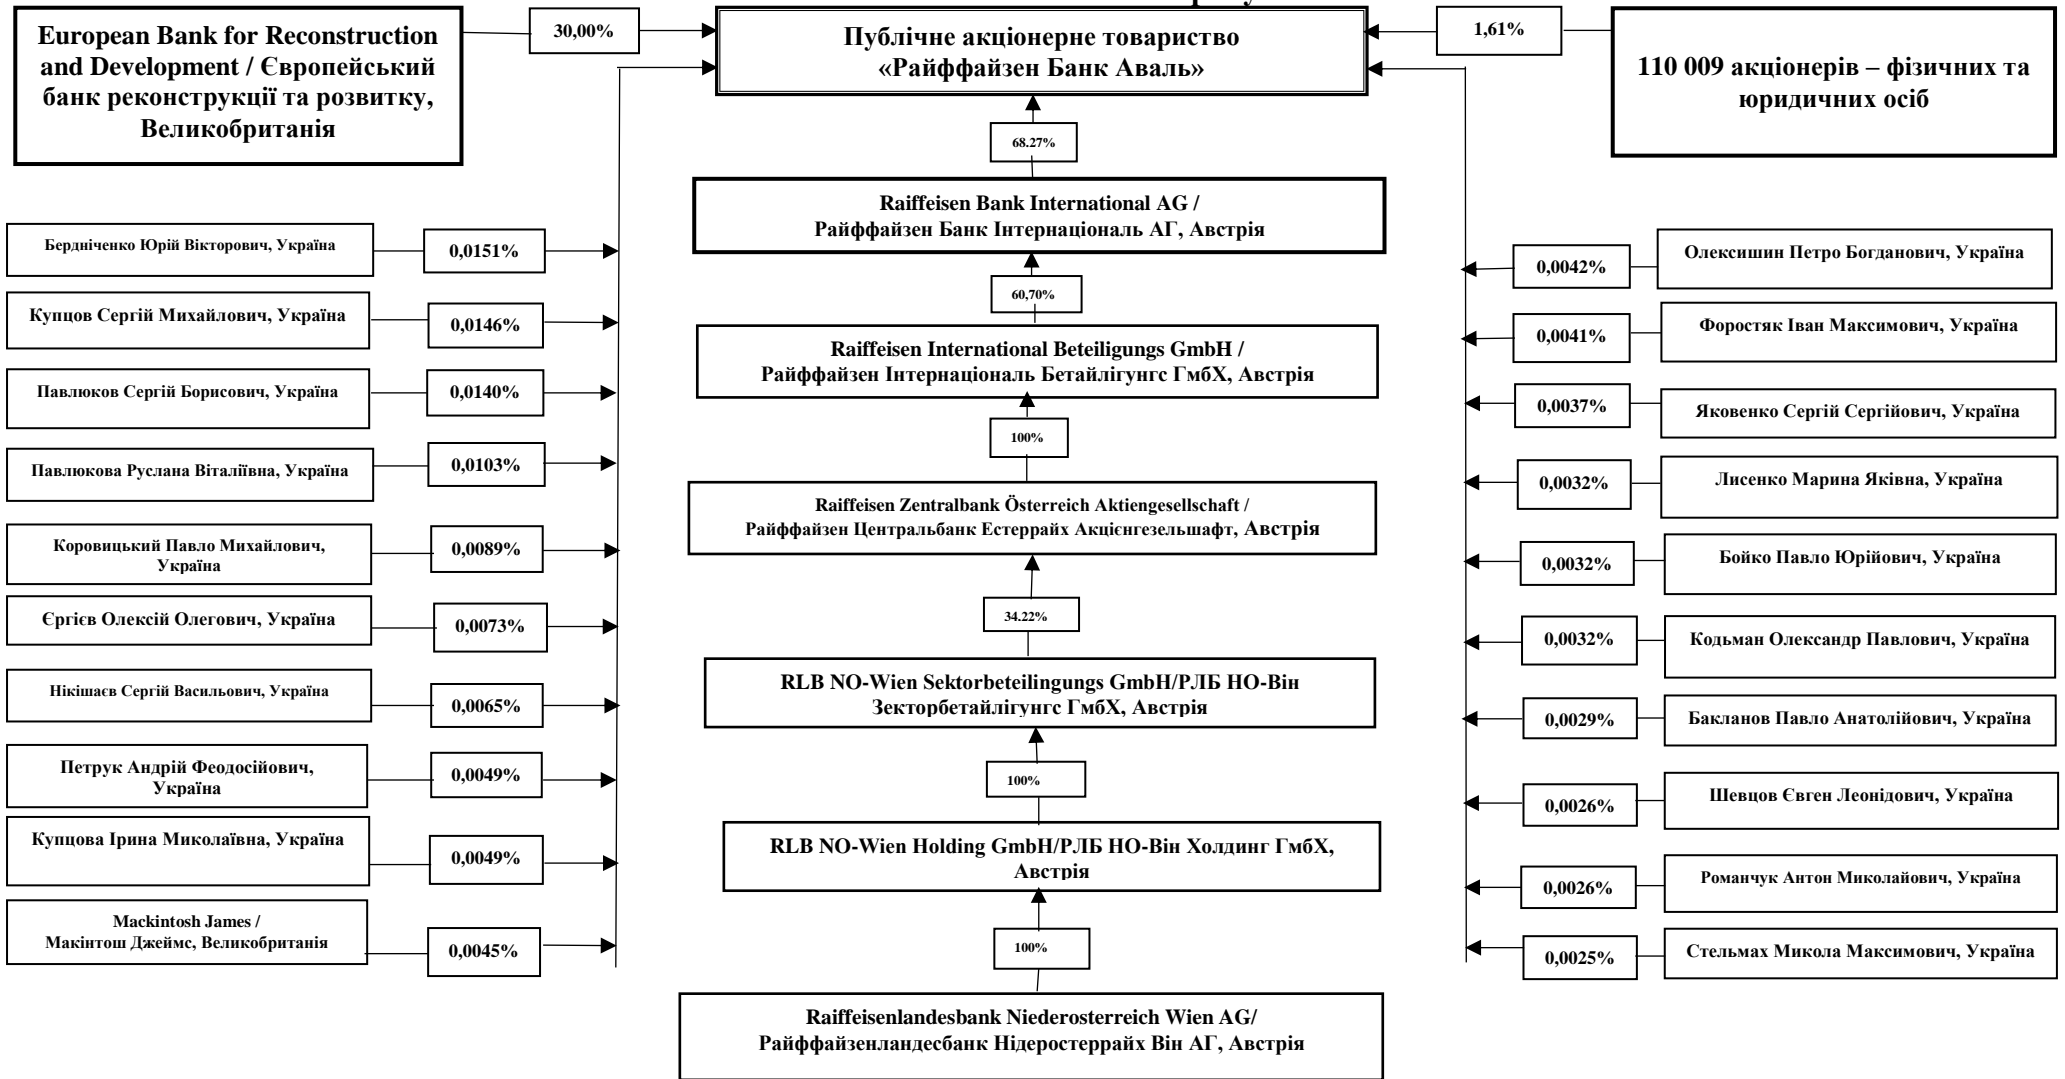 European Bank for Reconstruction
and Development / Європейський
банк реконструкції та розвитку,
Великобританія
30,00%
Публічне акціонерне товариство
«Райффайзен Банк Аваль»
1,61%
110 009 акціонерів – фізичних та
юридичних осіб
68.27%
Raiffeisen Bank International AG /
Райффайзен Банк Інтернаціональ АГ, Австрія
60,70%
Raiffeisen International Beteiligungs GmbH /
Райффайзен Інтернаціональ Бетайлігунгс ГмбХ, Австрія
100%
Raiffeisen Zentralbank Österreich Aktiengesellschaft /
Райффайзен Центральбанк Естеррайх Акцієнгезельшафт, Австрія
34.22%
RLB NO-Wien Sektorbeteilingungs GmbH/РЛБ НО-Він
Зекторбетайлігунгс ГмбХ, Австрія
100%
RLB NO-Wien Holding GmbH/РЛБ НО-Він Холдинг ГмбХ,
Австрія
100%
Raiffeisenlandesbank Niederosterreich Wien AG/
Райффайзенландесбанк Нідеростеррайх Він АГ, Австрія
Бердніченко Юрій Вікторович, Україна
0,0151%
Купцов Сергій Михайлович, Україна
0,0146%
Павлюков Сергій Борисович, Україна
0,0140%
Павлюкова Руслана Віталіївна, Україна
0,0103%
Коровицький Павло Михайлович,
Україна
0,0089%
Єргієв Олексій Олегович, Україна
0,0073%
Нікішаєв Сергій Васильович, Україна
0,0065%
Петрук Андрій Феодосійович,
Україна
0,0049%
Купцова Ірина Миколаївна, Україна
0,0049%
Mackintosh James /
Макінтош Джеймс, Великобританія
0,0045%
0,0042%
Олексишин Петро Богданович, Україна
0,0041%
Форостяк Іван Максимович, Україна
0,0037%
Яковенко Сергій Сергійович, Україна
0,0032%
Лисенко Марина Яківна, Україна
0,0032%
Бойко Павло Юрійович, Україна
0,0032%
Кодьман Олександр Павлович, Україна
0,0029%
Бакланов Павло Анатолійович, Україна
0,0026%
Шевцов Євген Леонідович, Україна
0,0026%
Романчук Антон Миколайович, Україна
0,0025%
Стельмах Микола Максимович, Україна